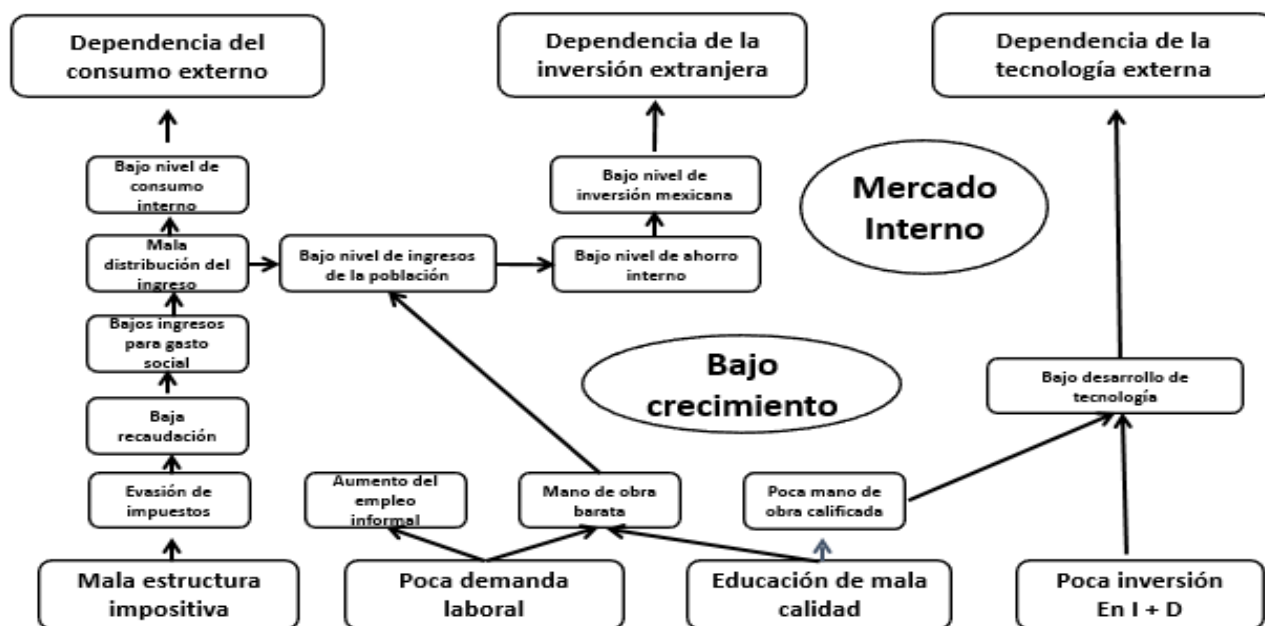 Dependencia del
consumo externo
Dependencia de la
inversión extranjera
Dependencia de la
tecnología externa
Bajo nivel de
consumo
interno
Bajo nivel de
inversión mexicana
Mercado
Interno
Mala
distribución del
ingreso
Bajo nivel de ingresos
de la población
Bajo nivel de ahorro
interno
Bajos ingresos
para gasto
social
Bajo
crecimiento
Bajo desarrollo de
tecnología
Baja
recaudación
Evasión de
impuestos
Aumento del
empleo
informal
Mano de obra
barata
Poca mano de
obra calificada
Mala estructura
impositiva
Poca demanda
laboral
Educación de mala
calidad
Poca inversión
En I + D